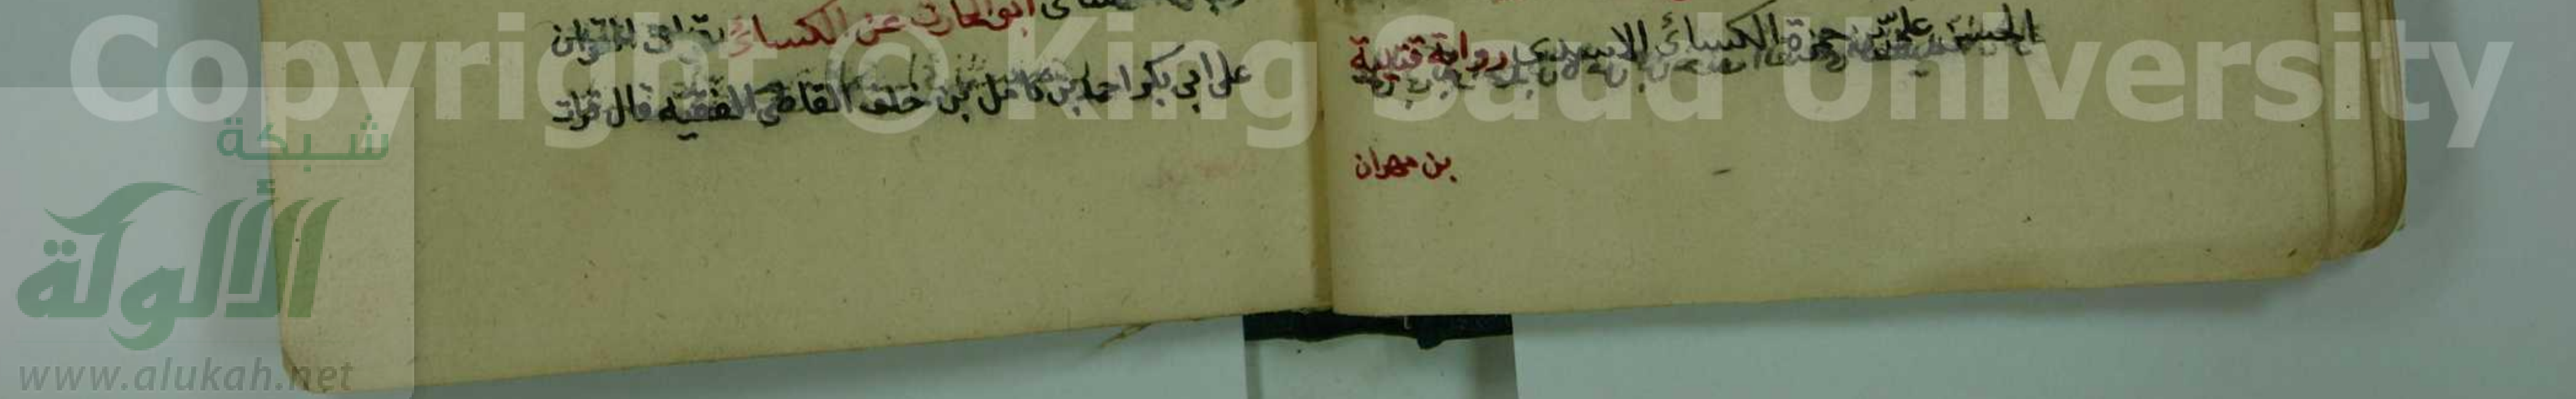 الحسن علي بن حمزة الكسائي الاسدي رواية قتيبة
بن مهران
ابو الحارث عن الكسائي
على ابي بكر احمد بن كامل بن خلف القاضي الفقيه قال قرات
Copyright © King Saud University
شبكة
الألوكة
www.alukah.net